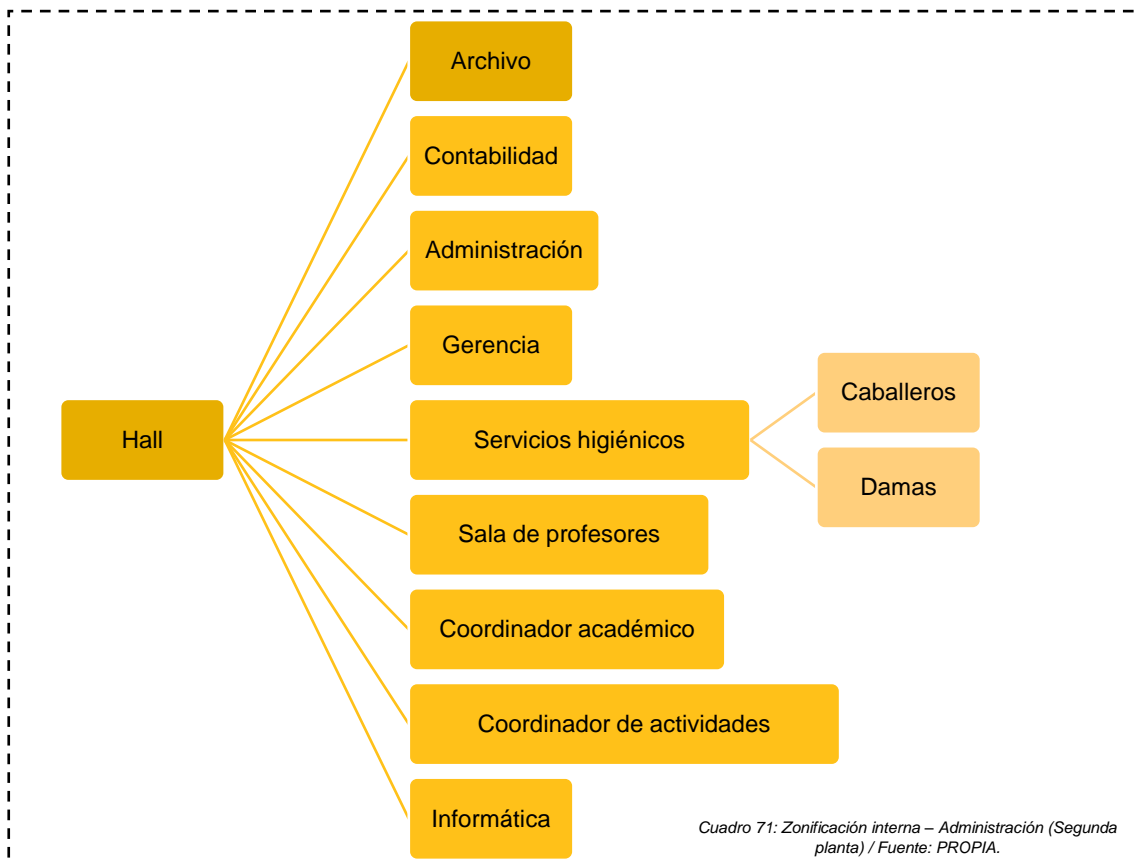 Archivo
Contabilidad
Administración
Gerencia
Caballeros
Hall
Servicios higiénicos
Damas
Sala de profesores
Coordinador académico
Coordinador de actividades
Informática
Cuadro 71: Zonificación interna – Administración (Segunda
planta) / Fuente: PROPIA.